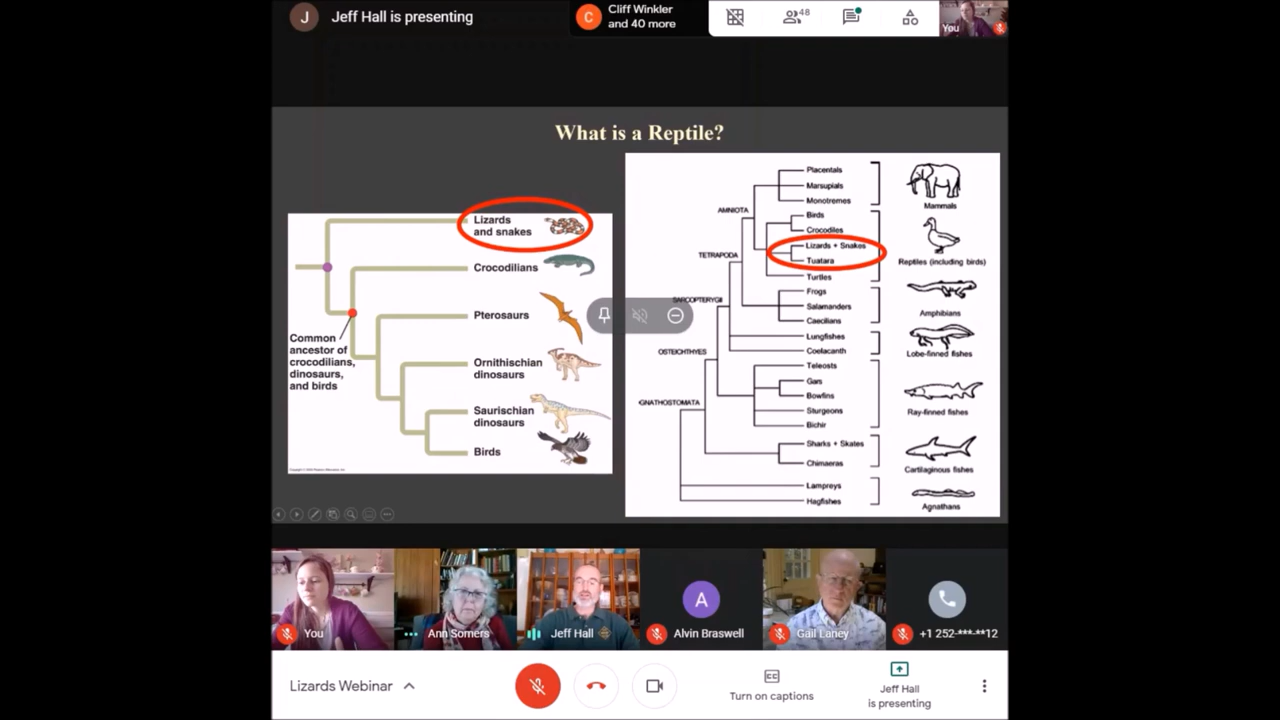 J
Jeff Hall is presenting
C
Cliff Winkler
and 40 more
48
You
What is a Reptile?
Lizards
and snakes
Crocodilians
Pterosaurs
Common
ancestor of
crocodilians,
dinosaurs,
and birds
Ornithischian
dinosaurs
Saurischian
dinosaurs
Birds
Placentals
Marsupials
Monotremes
Mammals
AMNIOTA
Birds
Crocodiles
Lizards + Snakes
Tuatara
Turtles
Reptiles (including birds)
TETRAPODA
Frogs
Salamanders
Caecilians
Amphibians
SARCOPTERYGII
Lungfishes
Coelacanth
Lobe-finned fishes
OSTEICHTHYES
Teleosts
Gars
Bowfins
Sturgeons
Bichir
Ray-finned fishes
GNATHOSTOMATA
Sharks + Skates
Chimaeras
Cartilaginous fishes
Lampreys
Hagfishes
Agnathans
You
Ann Somers
Jeff Hall
A
Alvin Braswell
Gail Laney
+1 252-***-**12
Lizards Webinar
CC
Turn on captions
Jeff Hall
is presenting